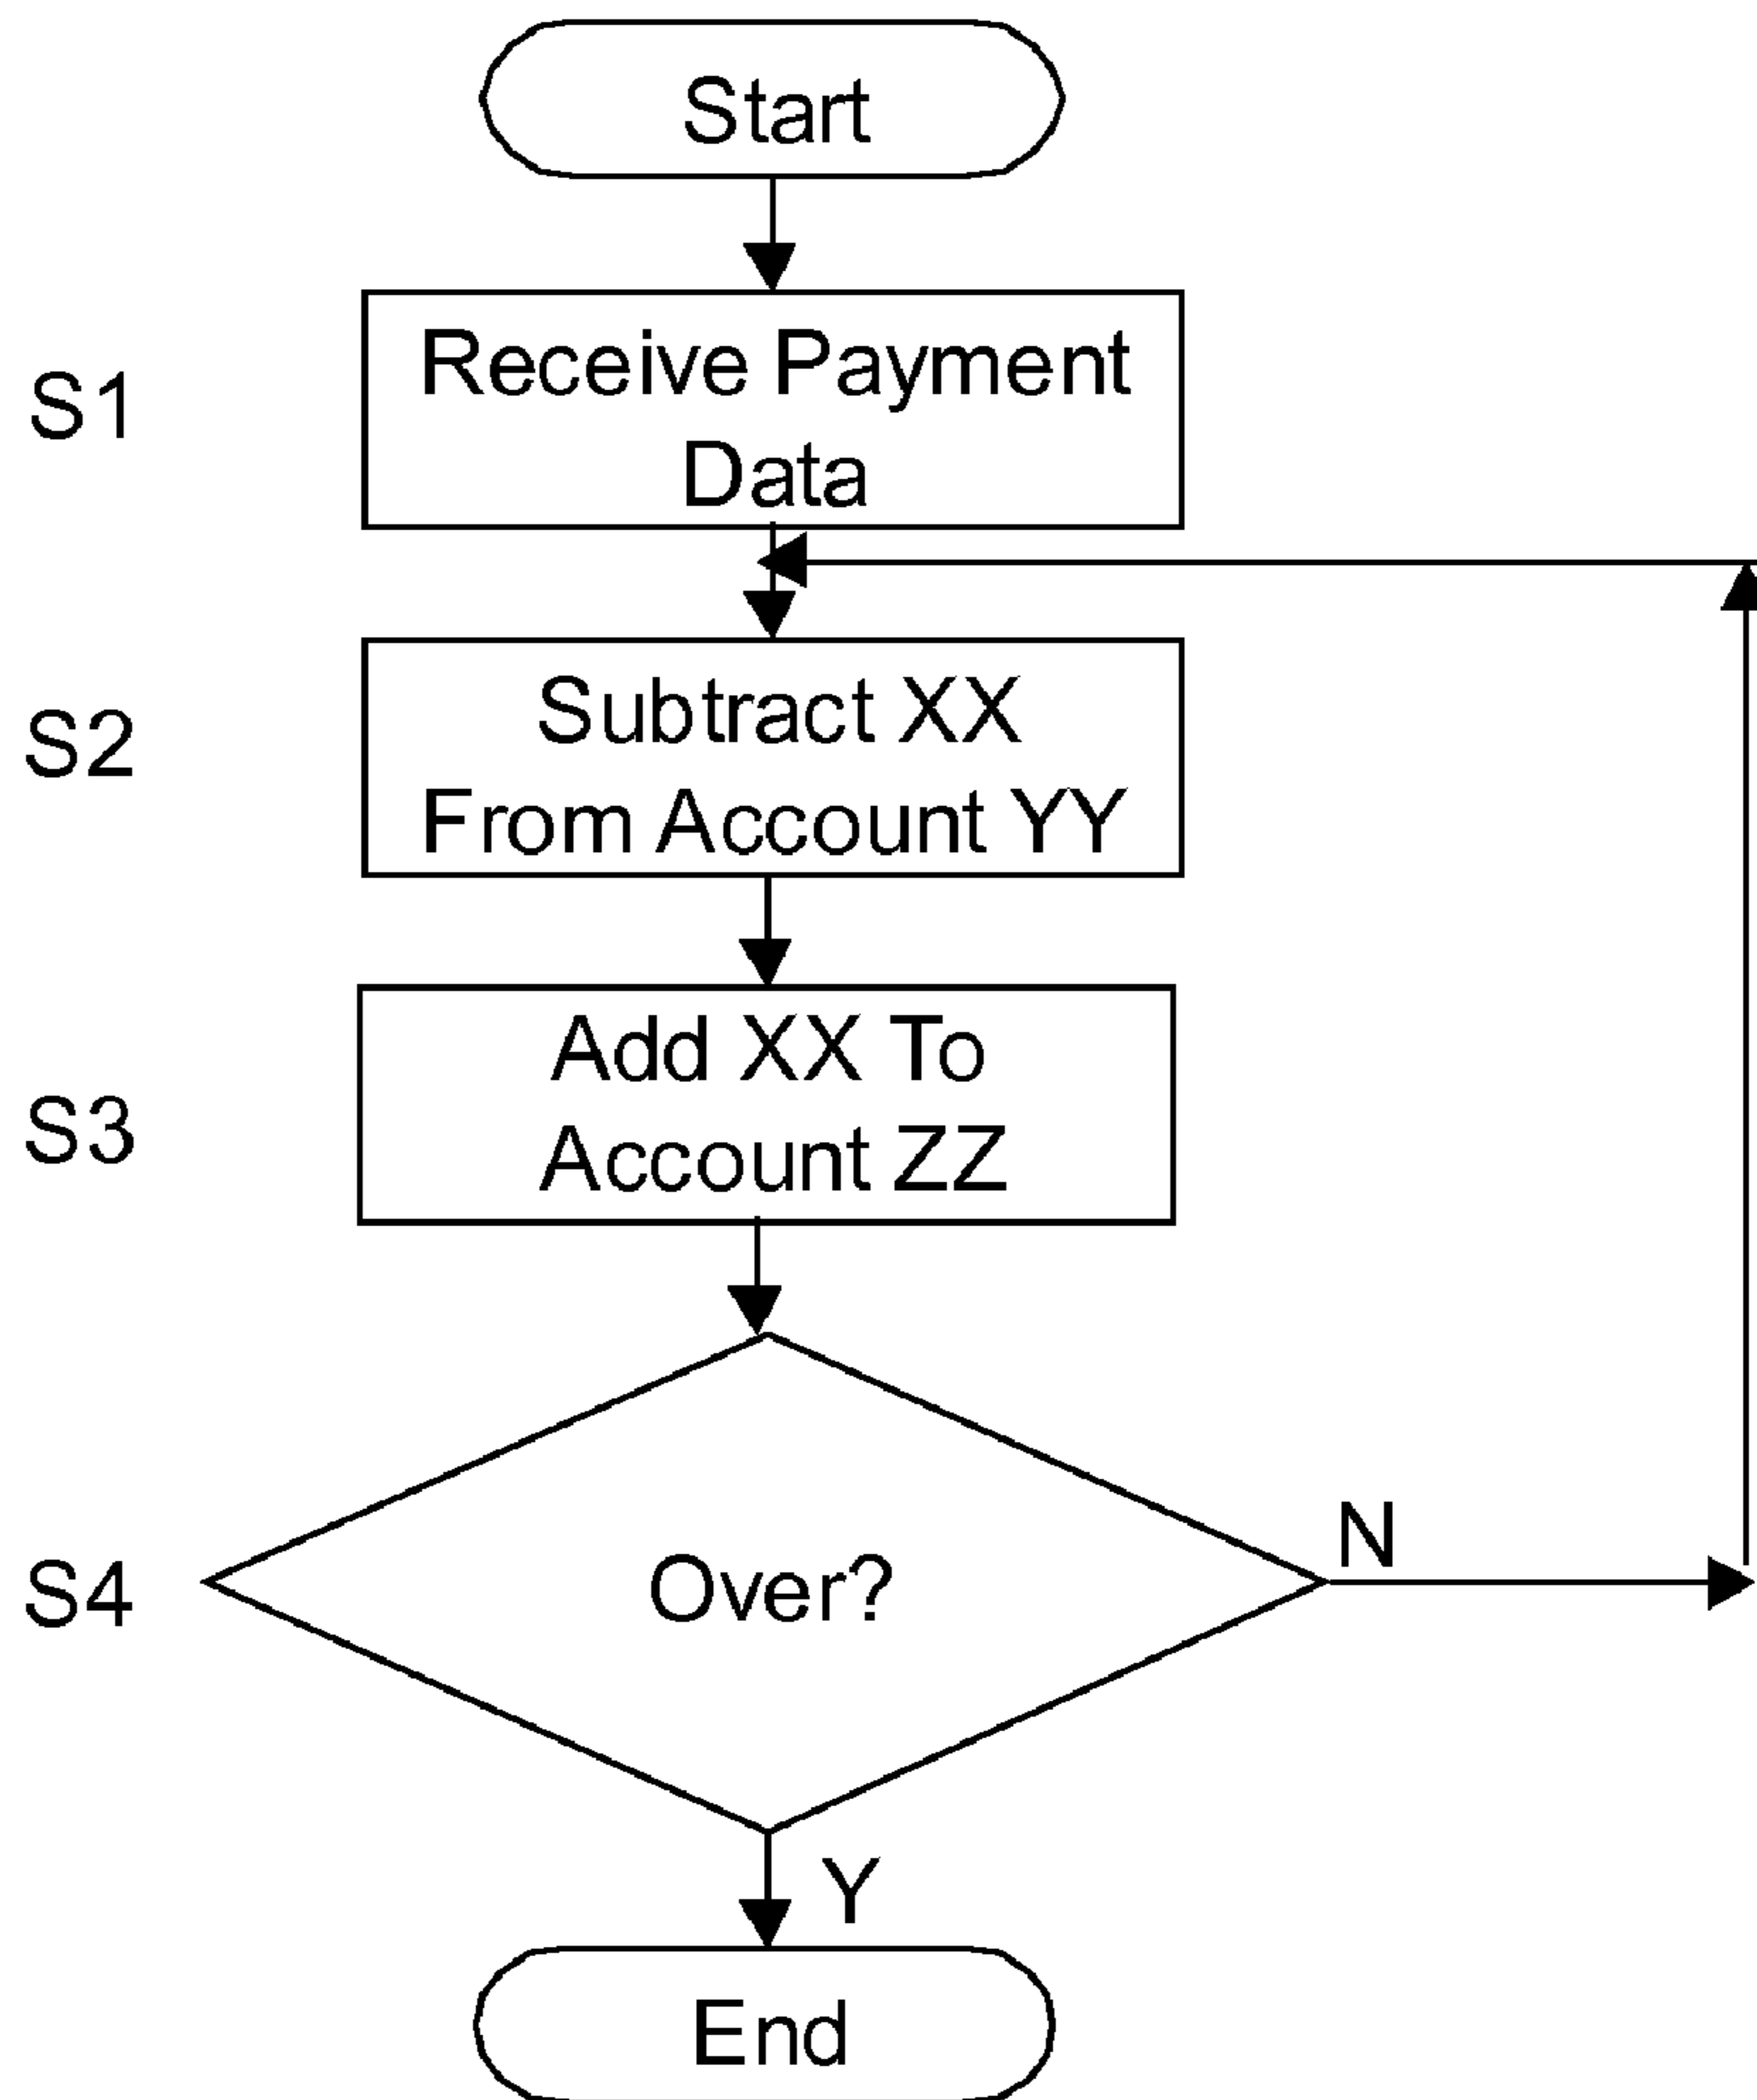 Start
S1
Receive Payment
Data
S2
Subtract XX
From Account YY
S3
Add XX To
Account ZZ
S4
Over?
N
Y
End